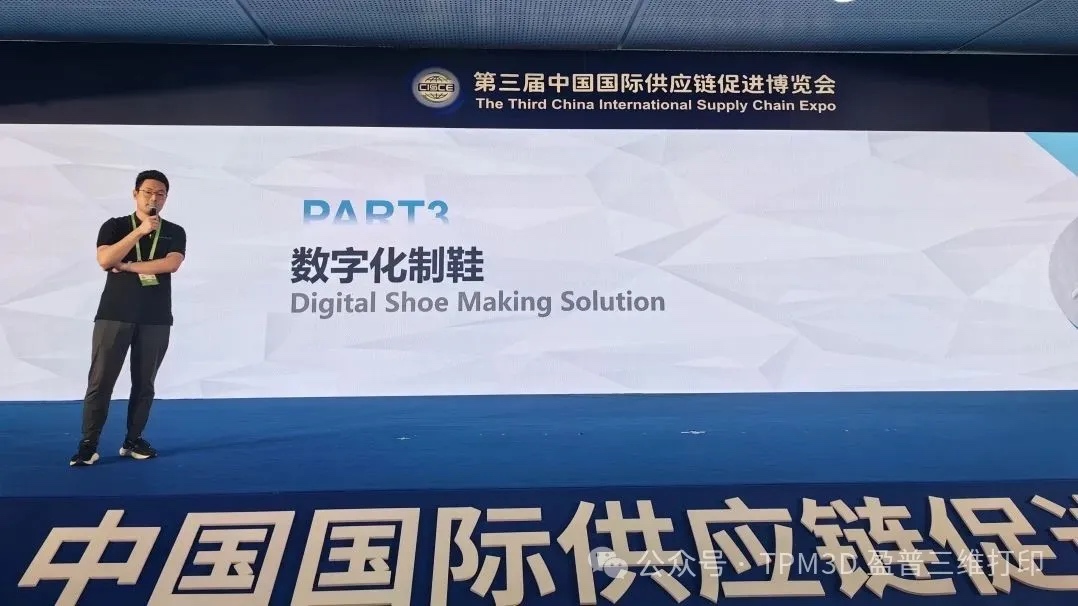 CISCE
第三届中国国际供应链促进博览会
The Third China International Supply Chain Expo
PART3
数字化制鞋
Digital Shoe Making Solution
中国国际供应链促进
公众号 · TPM3D 盈普三维打印